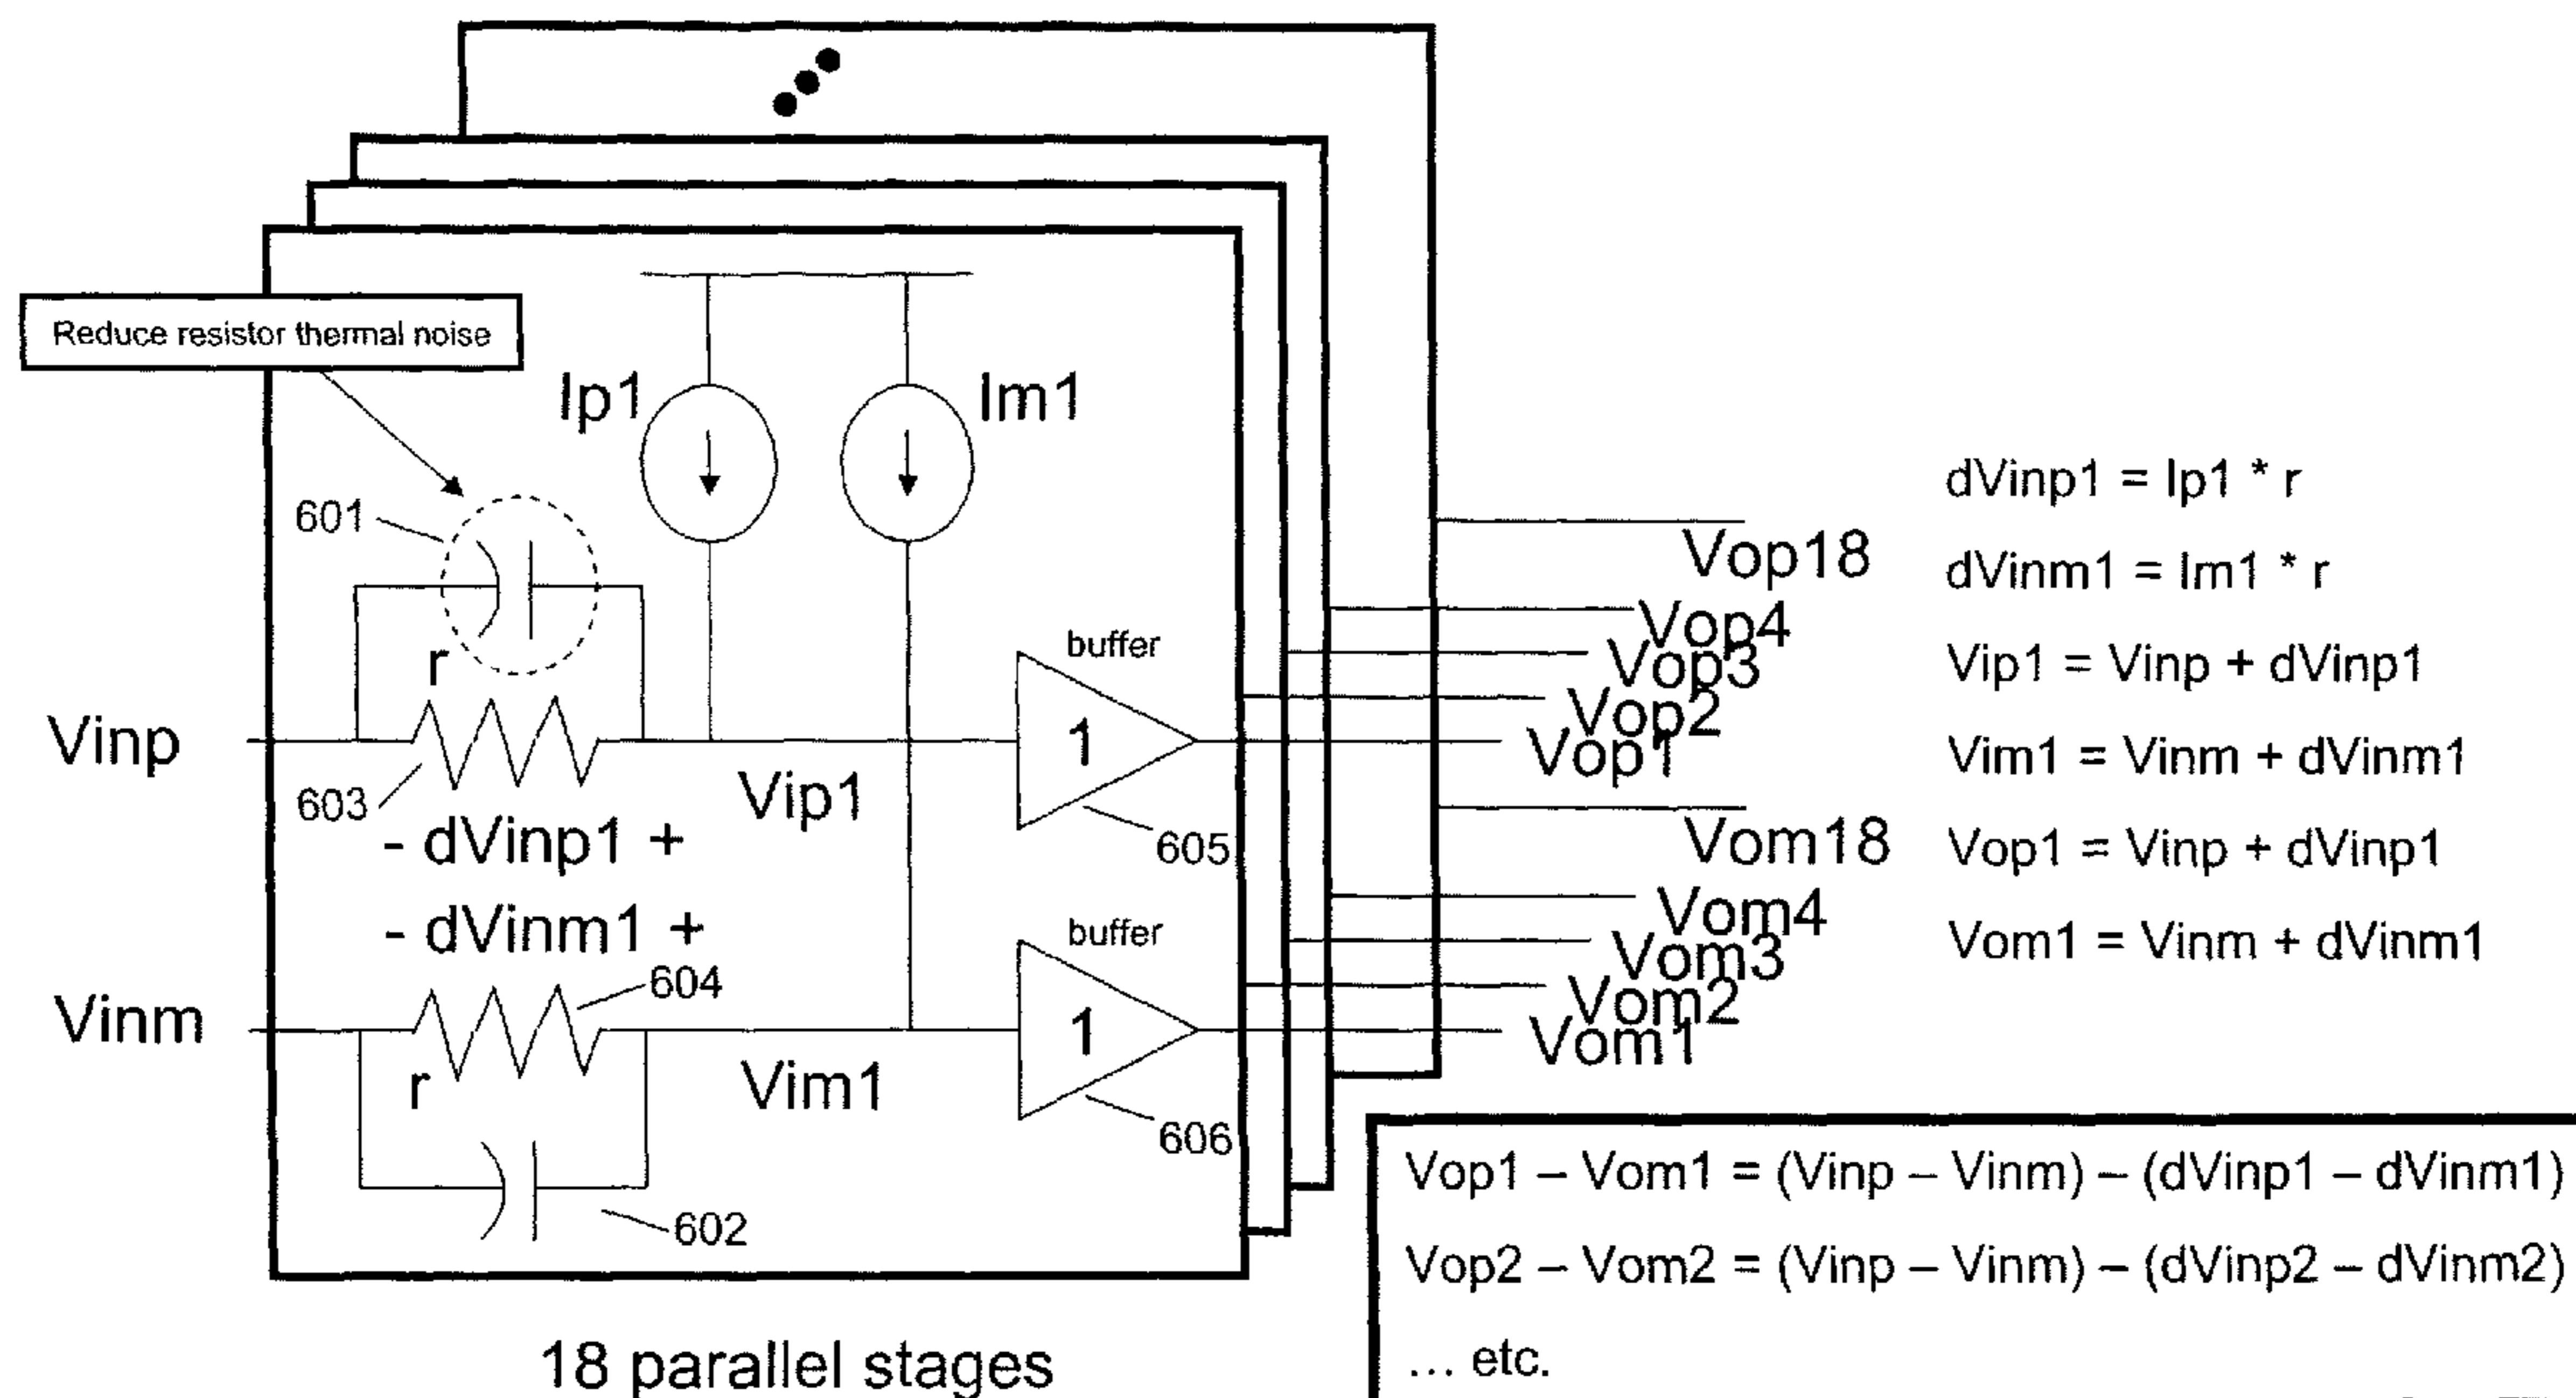 Reduce resistor thermal noise
Ip1
Im1
601
r
buffer
Vinp
1
603
Vip1
605
- dVinp1 +
- dVinm1 +
604
buffer
Vinm
1
r
Vim1
606
602
Vop18
Vop4
Vop3
Vop2
Vop1
Vom18
Vom4
Vom3
Vom2
Vom1
dVinp1 = Ip1 * r
dVinm1 = Im1 * r
Vip1 = Vinp + dVinp1
Vim1 = Vinm + dVinm1
Vop1 = Vinp + dVinp1
Vom1 = Vinm + dVinm1
Vop1 – Vom1 = (Vinp – Vinm) – (dVinp1 – dVinm1)
Vop2 – Vom2 = (Vinp – Vinm) – (dVinp2 – dVinm2)
... etc.
18 parallel stages